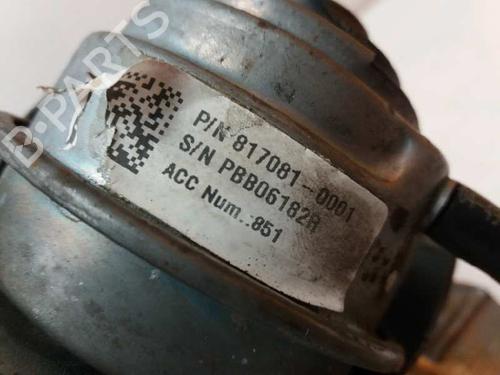 P/N 817081-0001
S/N PBB06182R
ACC Num.:851
B-PARTS